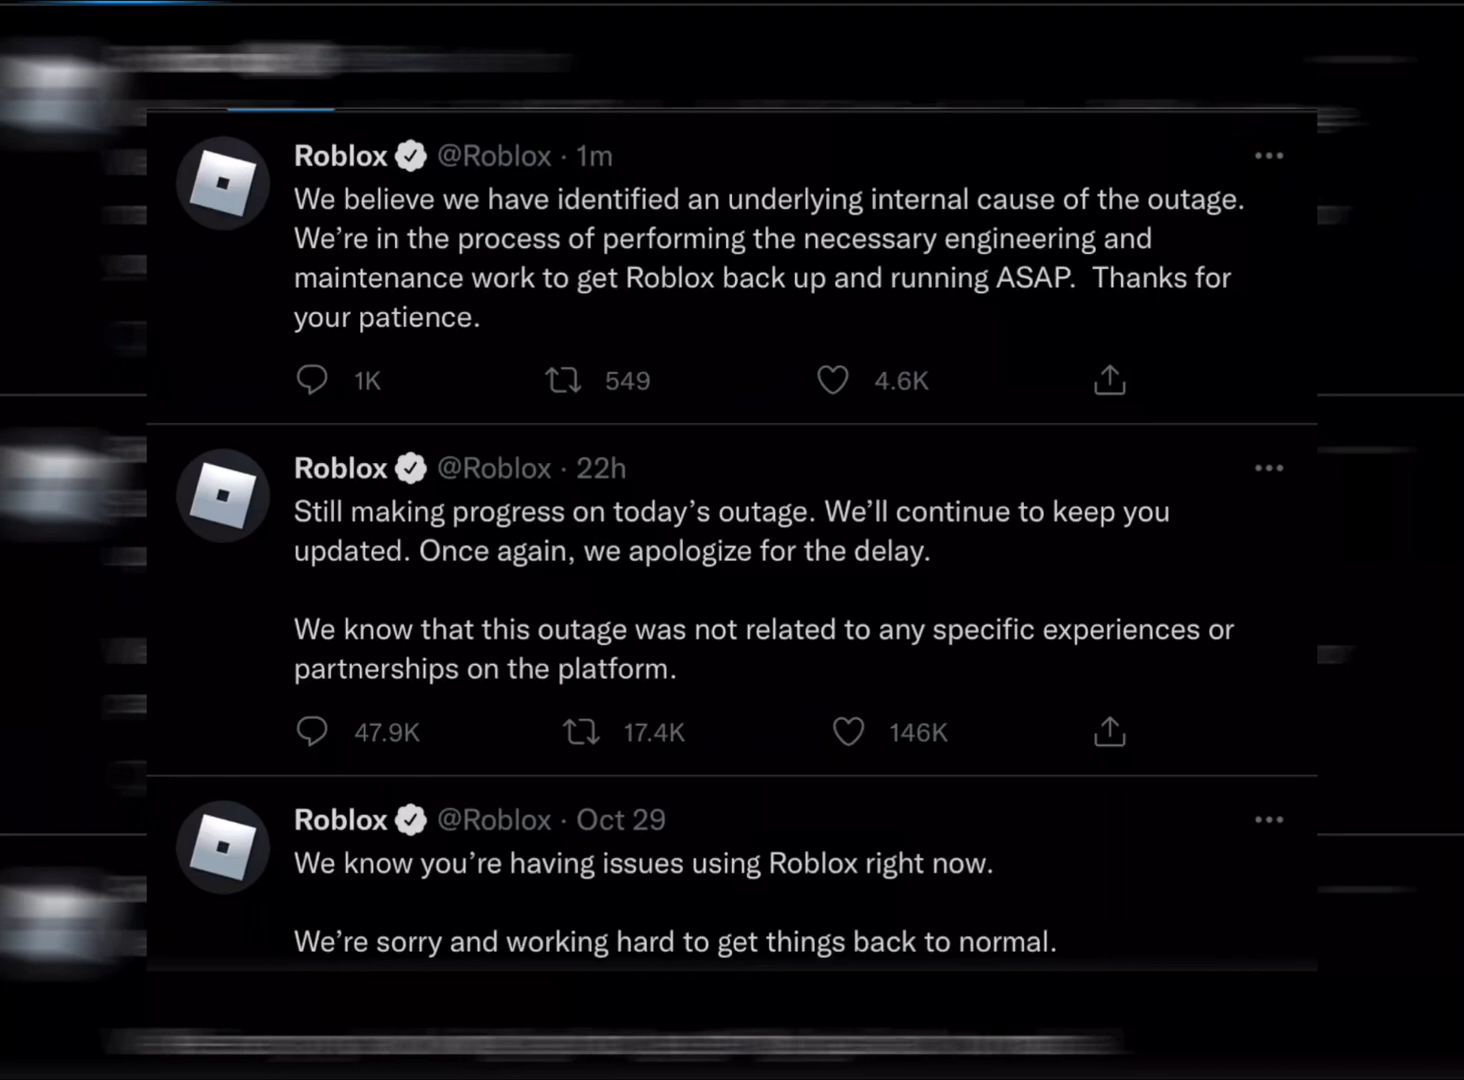 Roblox @Roblox · 1m
We believe we have identified an underlying internal cause of the outage.
We’re in the process of performing the necessary engineering and
maintenance work to get Roblox back up and running ASAP.  Thanks for
your patience.
1K 549 4.6K
Roblox @Roblox · 22h
Still making progress on today’s outage. We’ll continue to keep you
updated. Once again, we apologize for the delay.
We know that this outage was not related to any specific experiences or
partnerships on the platform.
47.9K 17.4K 146K
Roblox @Roblox · Oct 29
We know you’re having issues using Roblox right now.
We’re sorry and working hard to get things back to normal.